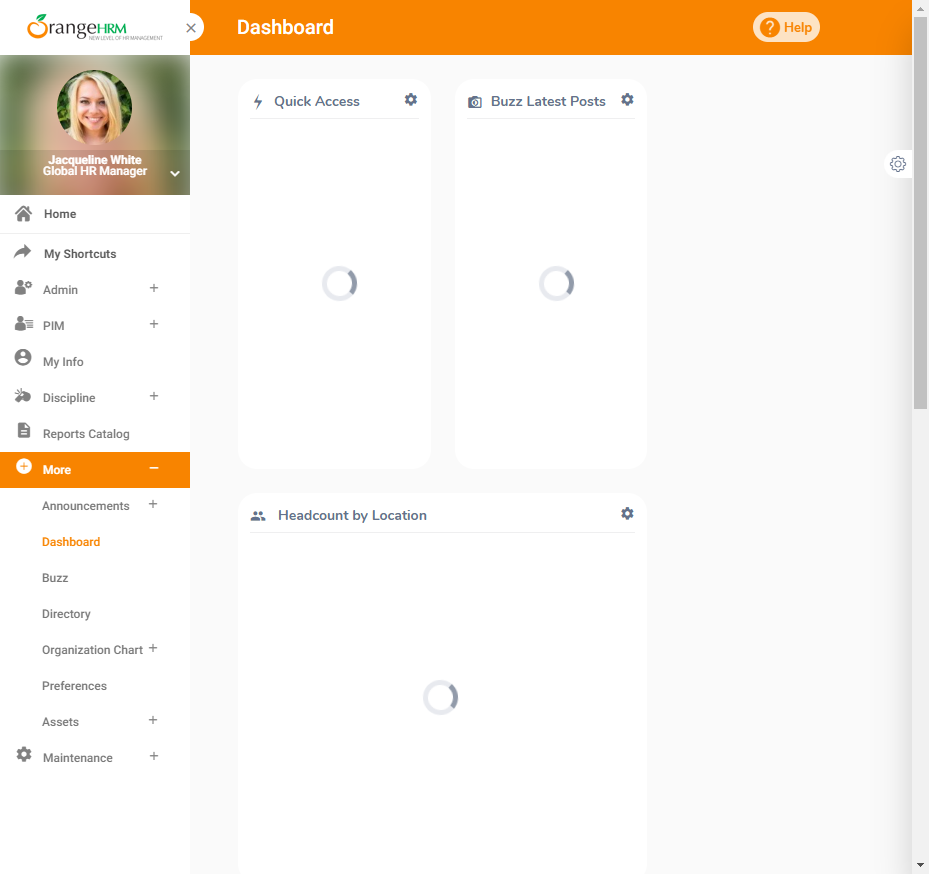 OrangeHRM
NEW LEVEL OF HR MANAGEMENT
Dashboard
Help
Jacqueline White
Global HR Manager
Home
My Shortcuts
Admin
PIM
My Info
Discipline
Reports Catalog
More
Announcements
Dashboard
Buzz
Directory
Organization Chart
Preferences
Assets
Maintenance
Quick Access
Buzz Latest Posts
Headcount by Location